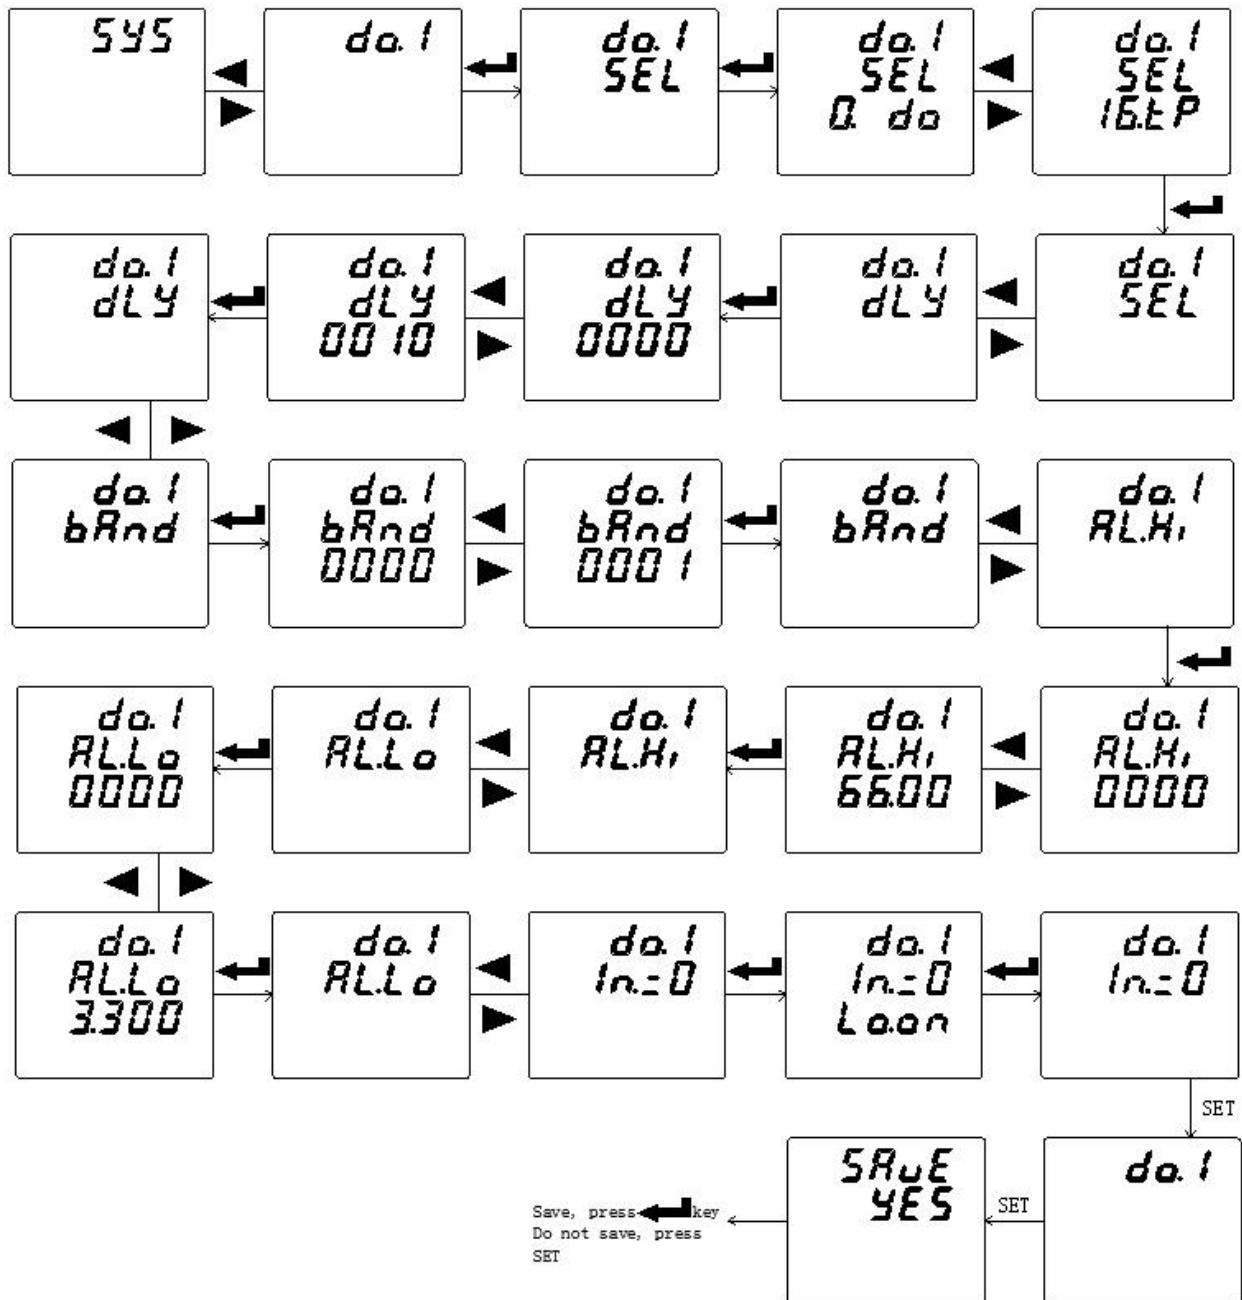 SYS
do.1
do.1
SEL
do.1
SEL
0. do
do.1
SEL
16.tP
do.1
dLY
do.1
dLY
0010
do.1
dLY
0000
do.1
dLY
do.1
SEL
do.1
bAnd
do.1
bAnd
0000
do.1
bAnd
0001
do.1
bAnd
do.1
AL.Hi
do.1
AL.Lo
0000
do.1
AL.Lo
do.1
AL.Hi
do.1
AL.Hi
66.00
do.1
AL.Hi
0000
do.1
AL.Lo
3.300
do.1
AL.Lo
do.1
In.=0
do.1
In.=0
Lo.on
do.1
In.=0
SET
Save, press key
Do not save, press
SET
SAvE
YES
SET
do.1